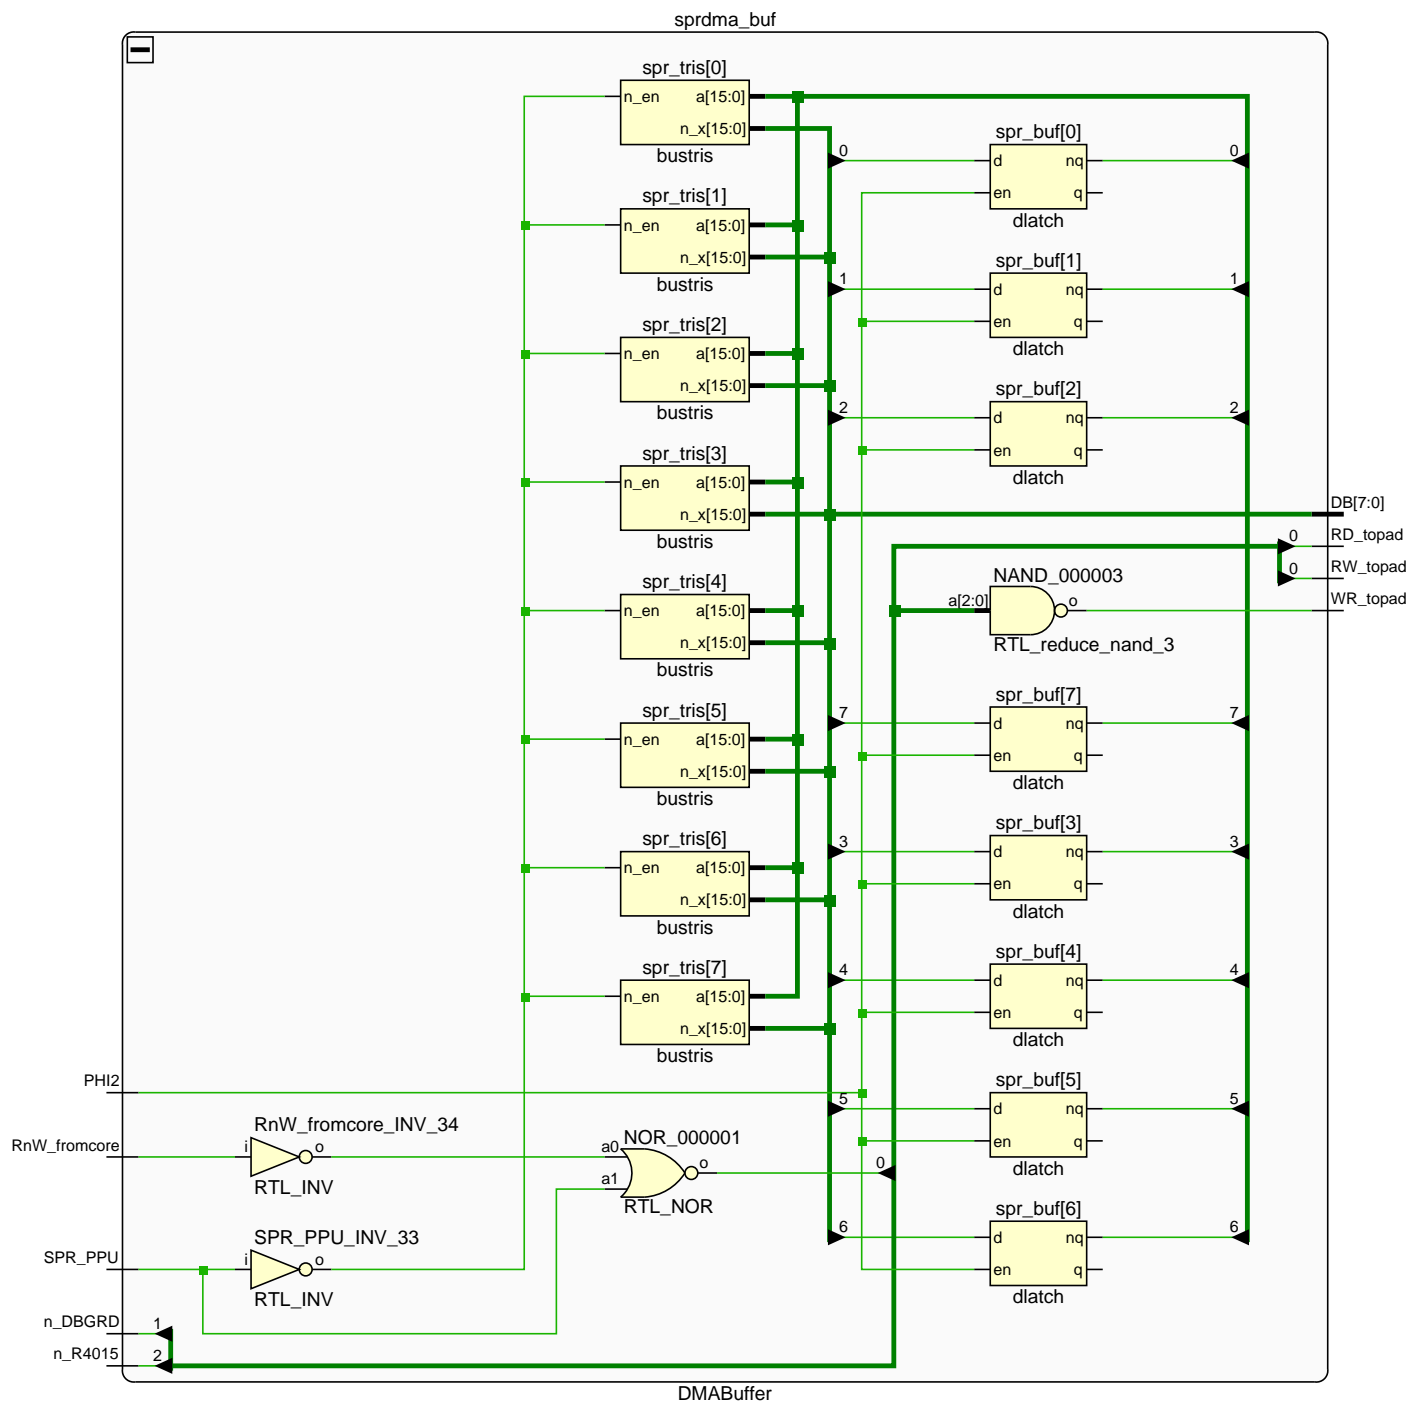 sprdma_buf
spr_tris[0]
n_en a[15:0]
n_x[15:0]
bustris
spr_tris[1]
n_en a[15:0]
n_x[15:0]
bustris
spr_tris[2]
n_en a[15:0]
n_x[15:0]
bustris
spr_tris[3]
n_en a[15:0]
n_x[15:0]
bustris
spr_tris[4]
n_en a[15:0]
n_x[15:0]
bustris
spr_tris[5]
n_en a[15:0]
n_x[15:0]
bustris
spr_tris[6]
n_en a[15:0]
n_x[15:0]
bustris
spr_tris[7]
n_en a[15:0]
n_x[15:0]
bustris
spr_buf[0]
0 d nq 0
en q
dlatch
spr_buf[1]
1 d nq 1
en q
dlatch
spr_buf[2]
2 d nq 2
en q
dlatch
DB[7:0]
0 RD_topad
0 RW_topad
WR_topad
NAND_000003
a[2:0] o
RTL_reduce_nand_3
spr_buf[7]
7 d nq 7
en q
dlatch
spr_buf[3]
3 d nq 3
en q
dlatch
spr_buf[4]
4 d nq 4
en q
dlatch
spr_buf[5]
5 d nq 5
en q
dlatch
spr_buf[6]
6 d nq 6
en q
dlatch
PHI2
RnW_fromcore
RnW_fromcore_INV_34
i o
RTL_INV
NOR_000001
a0 o 0
a1
RTL_NOR
SPR_PPU
SPR_PPU_INV_33
i o
RTL_INV
n_DBGRD 1
n_R4015 2
DMABuffer